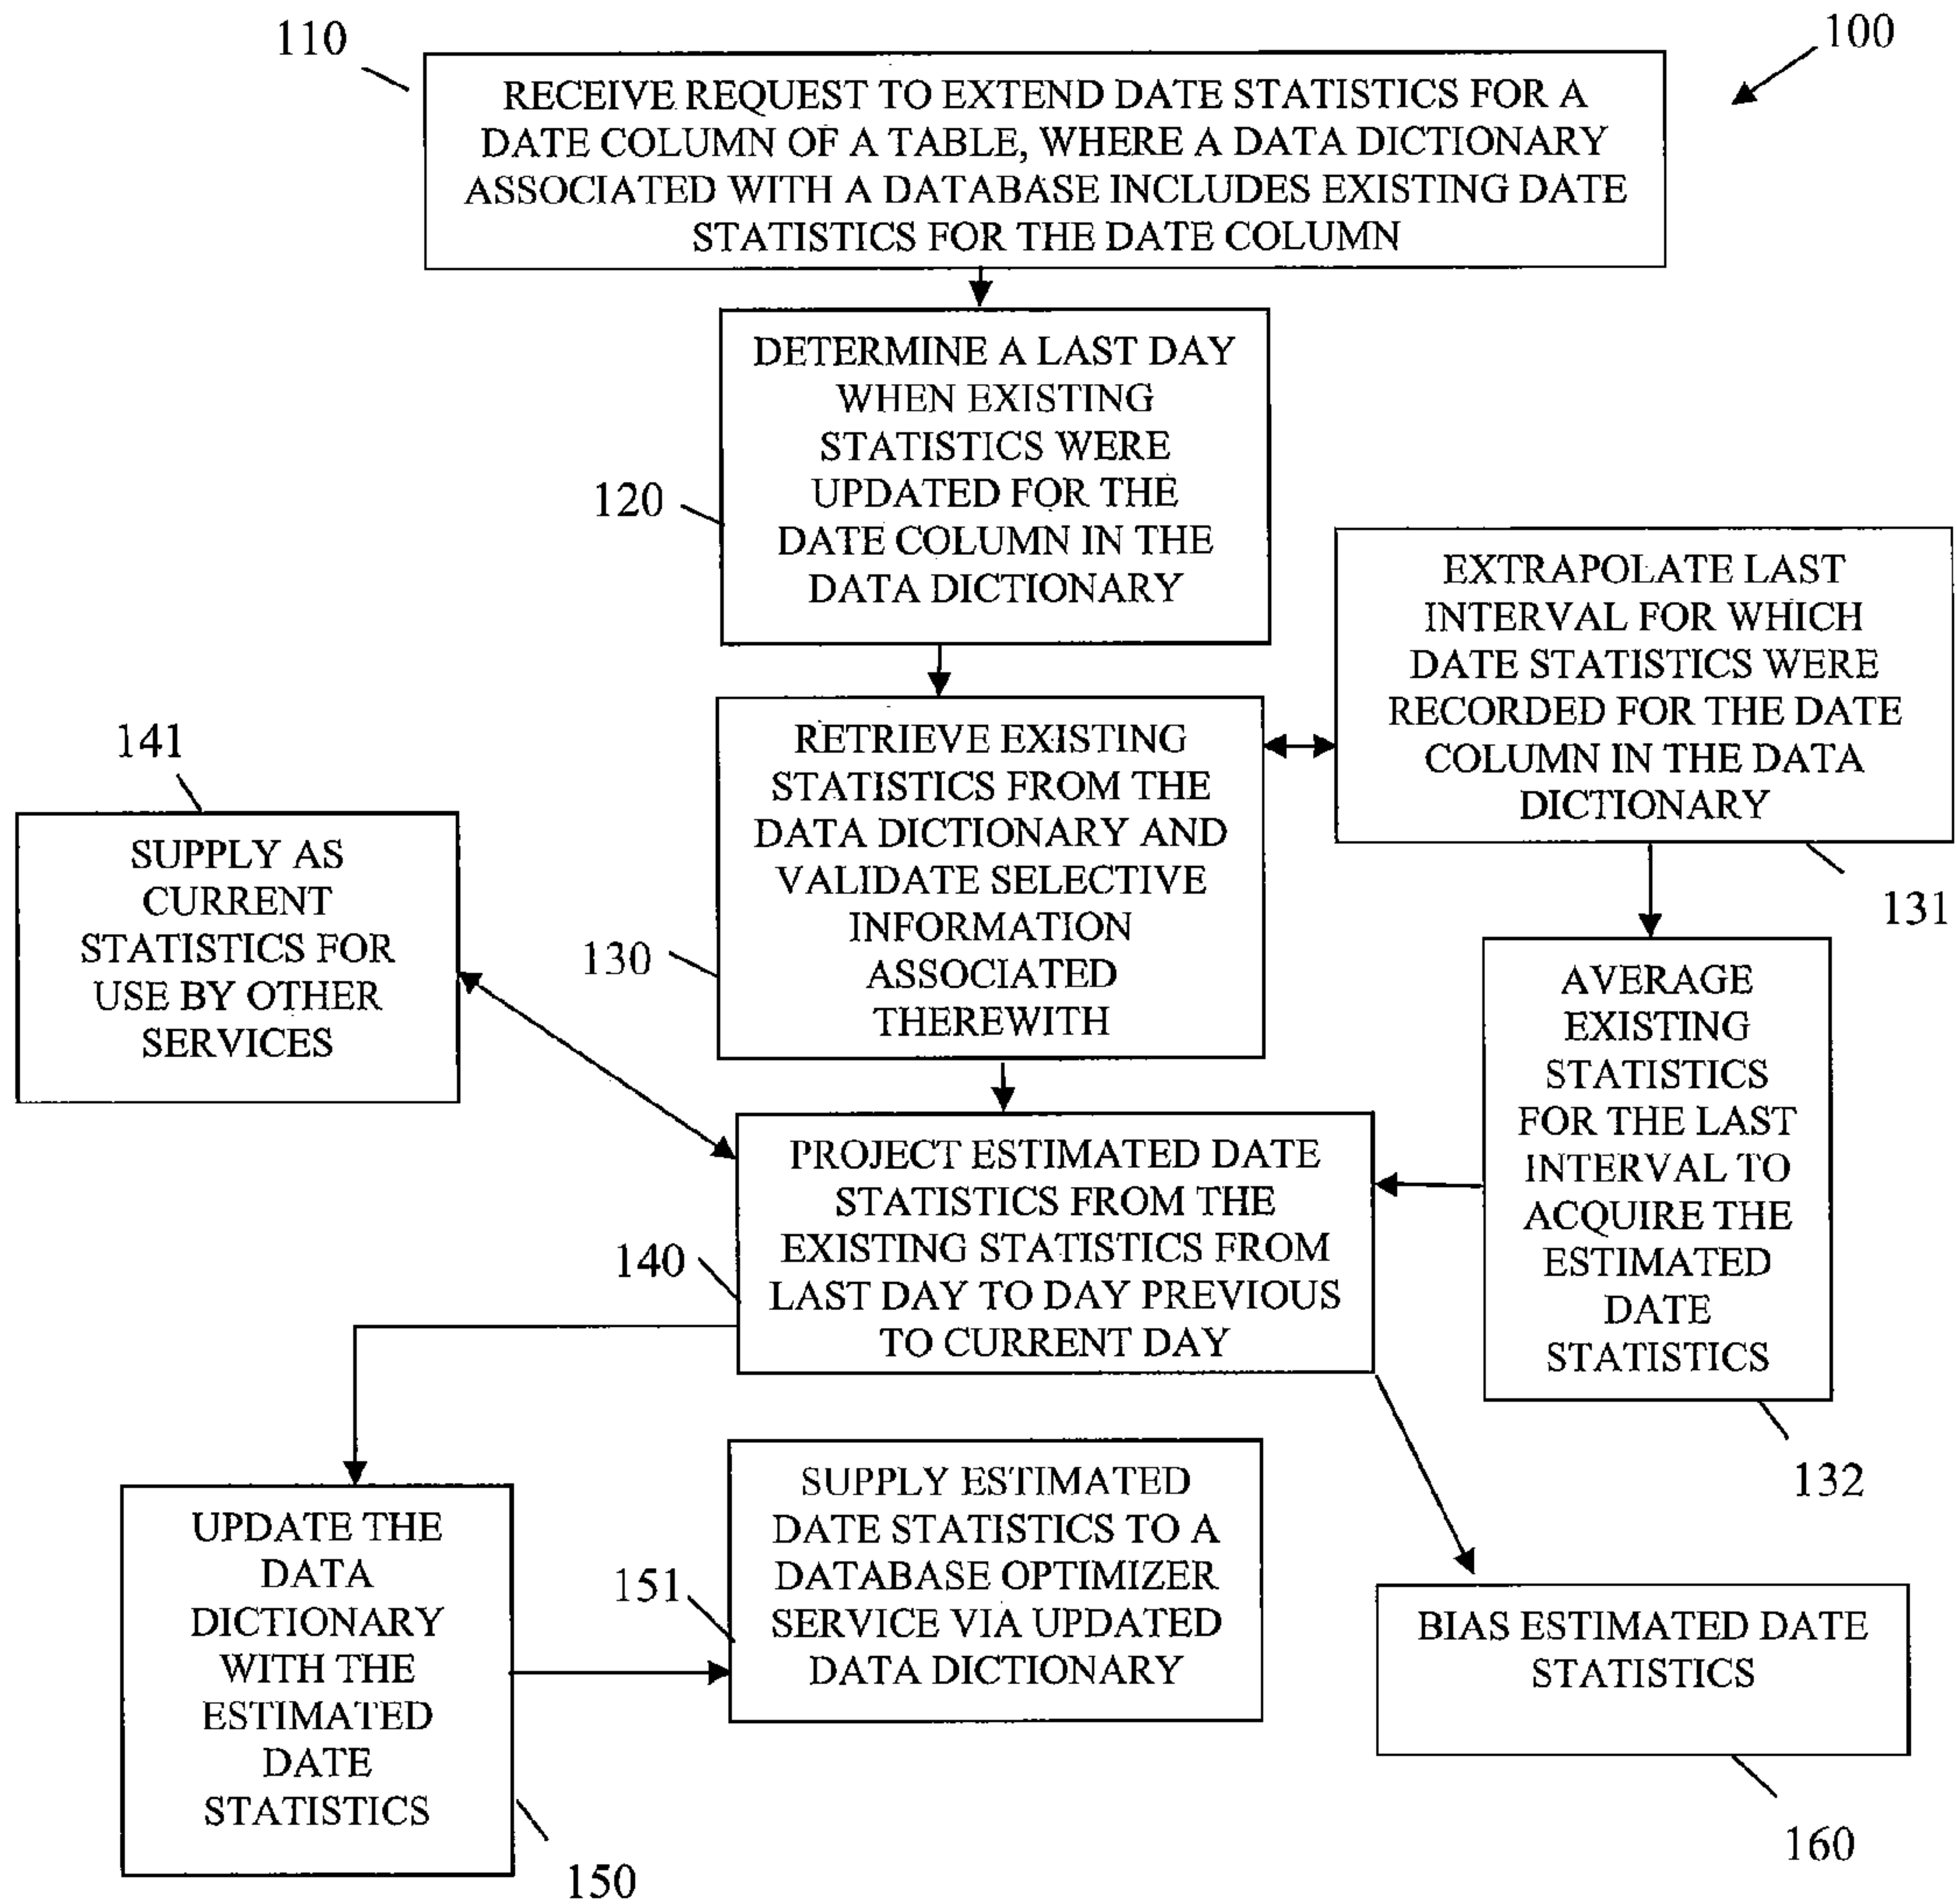 110
100
RECEIVE REQUEST TO EXTEND DATE STATISTICS FOR A
DATE COLUMN OF A TABLE, WHERE A DATA DICTIONARY
ASSOCIATED WITH A DATABASE INCLUDES EXISTING DATE
STATISTICS FOR THE DATE COLUMN
120
DETERMINE A LAST DAY
WHEN EXISTING
STATISTICS WERE
UPDATED FOR THE
DATE COLUMN IN THE
DATA DICTIONARY
EXTRAPOLATE LAST
INTERVAL FOR WHICH
DATE STATISTICS WERE
RECORDED FOR THE DATE
COLUMN IN THE DATA
DICTIONARY
131
130
RETRIEVE EXISTING
STATISTICS FROM THE
DATA DICTIONARY AND
VALIDATE SELECTIVE
INFORMATION
ASSOCIATED
THEREWITH
141
SUPPLY AS
CURRENT
STATISTICS FOR
USE BY OTHER
SERVICES
AVERAGE
EXISTING
STATISTICS
FOR THE LAST
INTERVAL TO
ACQUIRE THE
ESTIMATED
DATE
STATISTICS
132
140
PROJECT ESTIMATED DATE
STATISTICS FROM THE
EXISTING STATISTICS FROM
LAST DAY TO DAY PREVIOUS
TO CURRENT DAY
UPDATE THE
DATA
DICTIONARY
WITH THE
ESTIMATED
DATE
STATISTICS
150
151
SUPPLY ESTIMATED
DATE STATISTICS TO A
DATABASE OPTIMIZER
SERVICE VIA UPDATED
DATA DICTIONARY
BIAS ESTIMATED DATE
STATISTICS
160